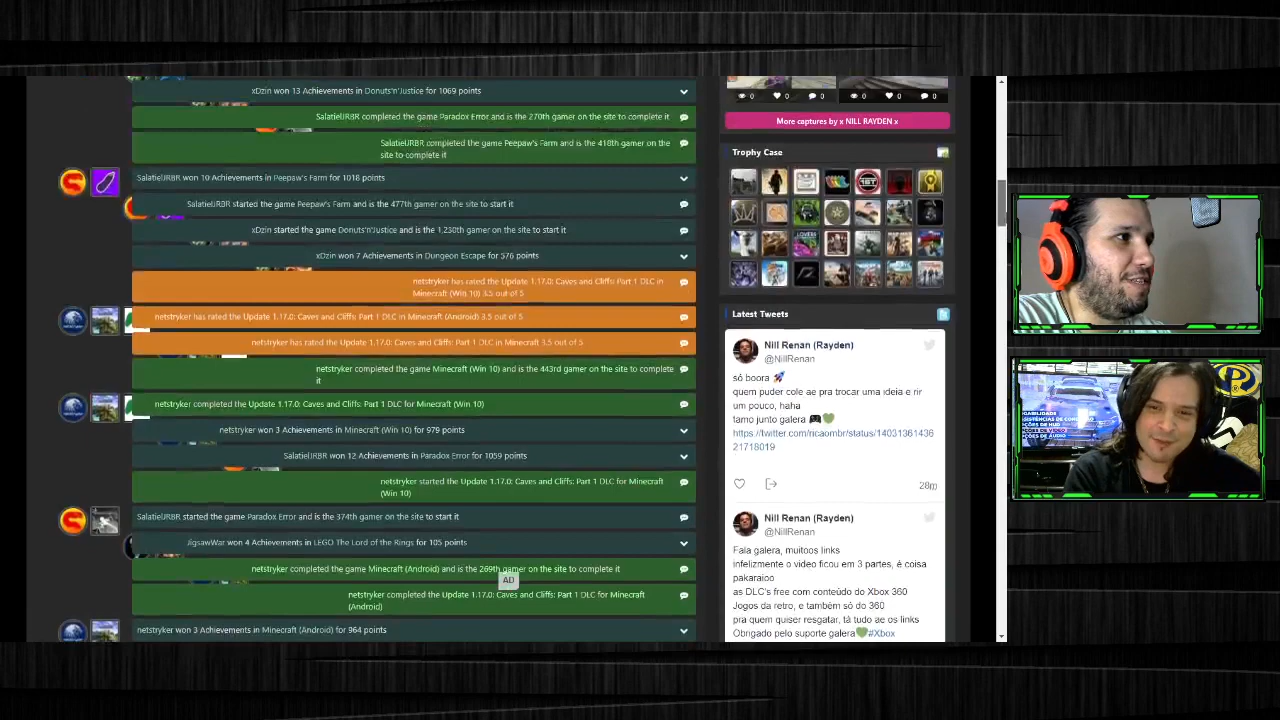 xDzin won 13 Achievements in Donuts'n'Justice for 1069 points
SalatielJRBR completed the game Paradox Error and is the 270th gamer on the site to complete it
SalatielJRBR completed the game Peepaw's Farm and is the 418th gamer on the
site to complete it
SalatielJRBR won 10 Achievements in Peepaw's Farm for 1018 points
SalatielJRBR started the game Peepaw's Farm and is the 477th gamer on the site to start it
xDzin started the game Donuts'n'Justice and is the 1,230th gamer on the site to start it
xDzin won 7 Achievements in Dungeon Escape for 576 points
netstryker has rated the Update 1.17.0: Caves and Cliffs: Part 1 DLC in
Minecraft (Win 10) 3.5 out of 5
netstryker has rated the Update 1.17.0: Caves and Cliffs: Part 1 DLC in Minecraft (Android) 3.5 out of 5
netstryker has rated the Update 1.17.0: Caves and Cliffs: Part 1 DLC in Minecraft 3.5 out of 5
netstryker completed the game Minecraft (Win 10) and is the 443rd gamer on the site to complete
it
netstryker completed the Update 1.17.0: Caves and Cliffs: Part 1 DLC for Minecraft (Win 10)
netstryker won 3 Achievements in Minecraft (Win 10) for 979 points
SalatielJRBR won 12 Achievements in Paradox Error for 1059 points
netstryker started the Update 1.17.0: Caves and Cliffs: Part 1 DLC for Minecraft
(Win 10)
SalatielJRBR started the game Paradox Error and is the 374th gamer on the site to start it
JigsawWar won 4 Achievements in LEGO The Lord of the Rings for 105 points
netstryker completed the game Minecraft (Android) and is the 269th gamer on the site to complete it
AD
netstryker completed the Update 1.17.0: Caves and Cliffs: Part 1 DLC for Minecraft
(Android)
netstryker won 3 Achievements in Minecraft (Android) for 964 points
0 0 0 0 0 0
More captures by x NILL RAYDEN x
Trophy Case
Latest Tweets
Nill Renan (Rayden)
@NillRenan
só boora 🚀
quem puder cole ae pra trocar uma ideia e rir
um pouco, haha
tamo junto galera 🎮💚
https://twitter.com/ricaombr/status/14031361436
21718019
28m
Nill Renan (Rayden)
@NillRenan
Fala galera, muitoos links
infelizmente o video ficou em 3 partes, é coisa
pakaraioo
as DLC's free com conteúdo do Xbox 360
Jogos da retro, e também só do 360
pra quem quiser resgatar, tá tudo ae os links
Obrigado pelo suporte galera💚#Xbox